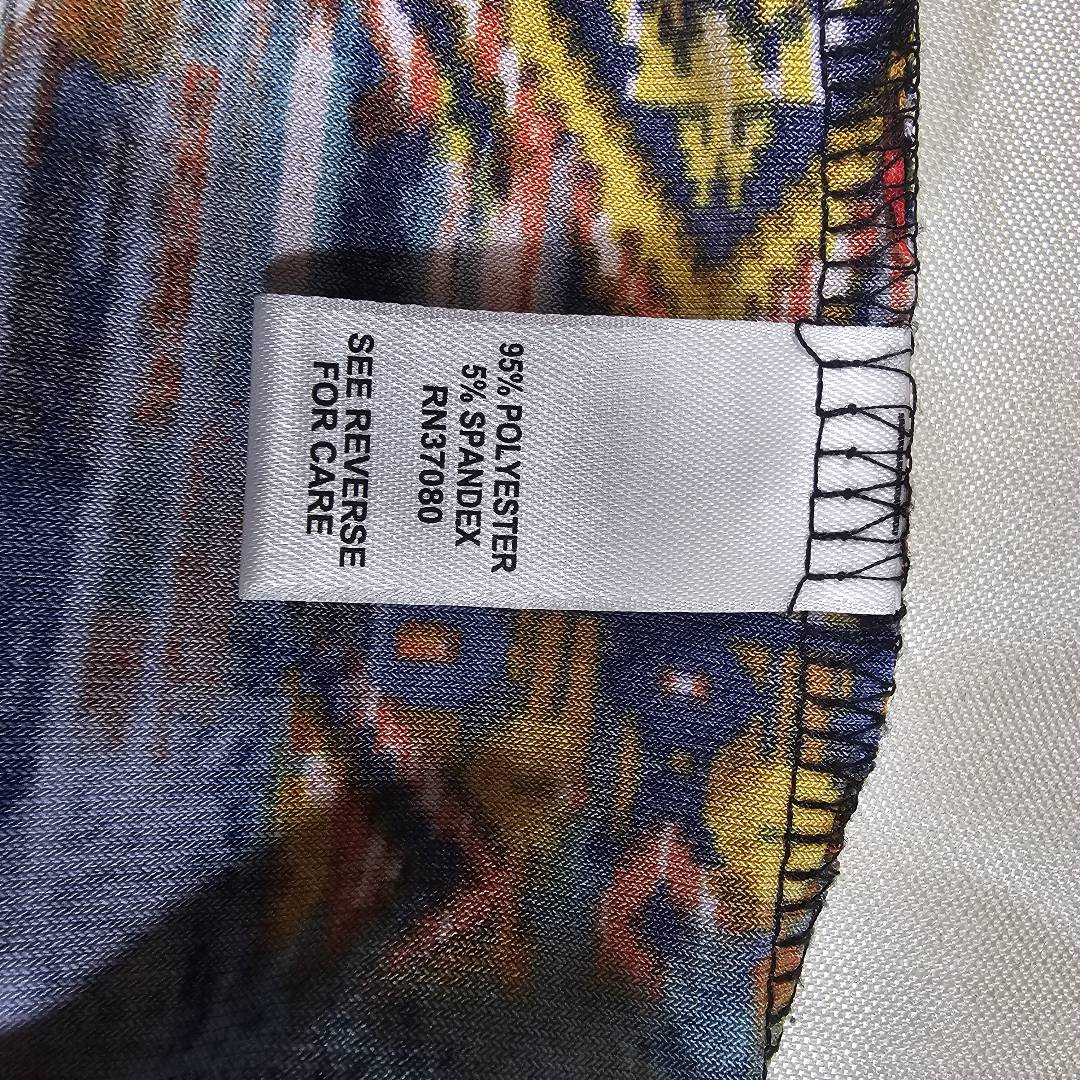 95% POLYESTER
5% SPANDEX
RN37080
SEE REVERSE
FOR CARE